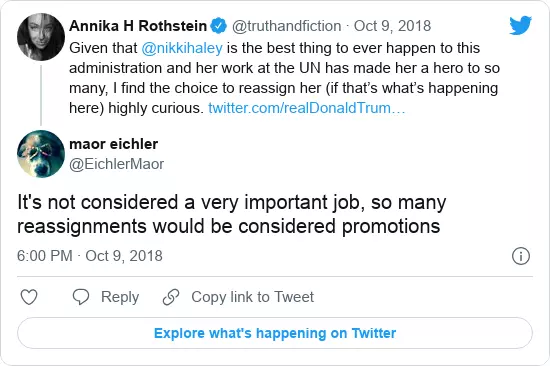 Annika H Rothstein @truthandfiction · Oct 9, 2018
Given that @nikkihaley is the best thing to ever happen to this
administration and her work at the UN has made her a hero to so
many, I find the choice to reassign her (if that’s what’s happening
here) highly curious. twitter.com/realDonaldTrum…
maor eichler
@EichlerMaor
It's not considered a very important job, so many
reassignments would be considered promotions
6:00 PM · Oct 9, 2018
Reply
Copy link to Tweet
Explore what's happening on Twitter